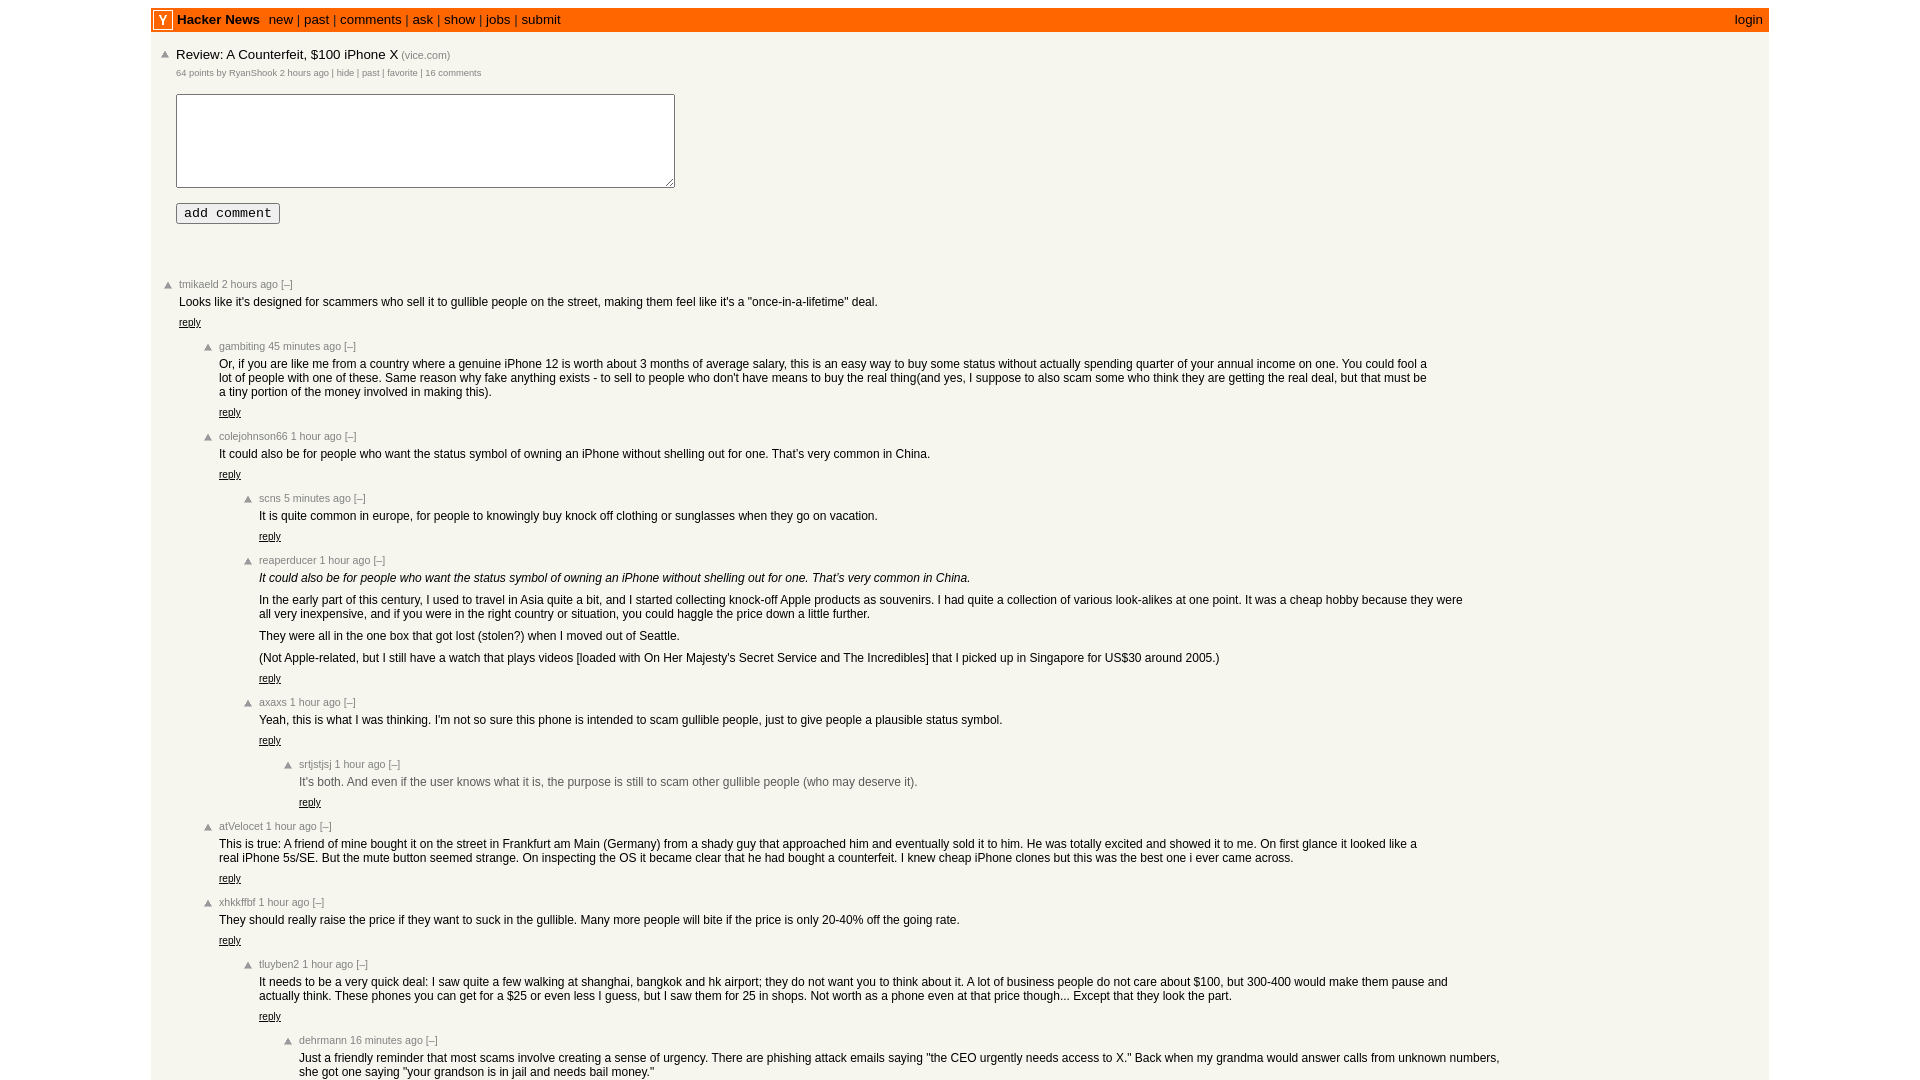 Y Hacker News new | past | comments | ask | show | jobs | submit login
Review: A Counterfeit, $100 iPhone X (vice.com)
64 points by RyanShook 2 hours ago | hide | past | favorite | 16 comments
add comment
tmikaeld 2 hours ago [–]
Looks like it's designed for scammers who sell it to gullible people on the street, making them feel like it's a "once-in-a-lifetime" deal.
reply
gambiting 45 minutes ago [–]
Or, if you are like me from a country where a genuine iPhone 12 is worth about 3 months of average salary, this is an easy way to buy some status without actually spending quarter of your annual income on one. You could fool a
lot of people with one of these. Same reason why fake anything exists - to sell to people who don't have means to buy the real thing(and yes, I suppose to also scam some who think they are getting the real deal, but that must be
a tiny portion of the money involved in making this).
reply
colejohnson66 1 hour ago [–]
It could also be for people who want the status symbol of owning an iPhone without shelling out for one. That's very common in China.
reply
scns 5 minutes ago [–]
It is quite common in europe, for people to knowingly buy knock off clothing or sunglasses when they go on vacation.
reply
reaperducer 1 hour ago [–]
It could also be for people who want the status symbol of owning an iPhone without shelling out for one. That's very common in China.
In the early part of this century, I used to travel in Asia quite a bit, and I started collecting knock-off Apple products as souvenirs. I had quite a collection of various look-alikes at one point. It was a cheap hobby because they were
all very inexpensive, and if you were in the right country or situation, you could haggle the price down a little further.
They were all in the one box that got lost (stolen?) when I moved out of Seattle.
(Not Apple-related, but I still have a watch that plays videos [loaded with On Her Majesty's Secret Service and The Incredibles] that I picked up in Singapore for US$30 around 2005.)
reply
axaxs 1 hour ago [–]
Yeah, this is what I was thinking. I'm not so sure this phone is intended to scam gullible people, just to give people a plausible status symbol.
reply
srtjstjsj 1 hour ago [–]
It's both. And even if the user knows what it is, the purpose is still to scam other gullible people (who may deserve it).
reply
atVelocet 1 hour ago [–]
This is true: A friend of mine bought it on the street in Frankfurt am Main (Germany) from a shady guy that approached him and eventually sold it to him. He was totally excited and showed it to me. On first glance it looked like a
real iPhone 5s/SE. But the mute button seemed strange. On inspecting the OS it became clear that he had bought a counterfeit. I knew cheap iPhone clones but this was the best one i ever came across.
reply
xhkkffbf 1 hour ago [–]
They should really raise the price if they want to suck in the gullible. Many more people will bite if the price is only 20-40% off the going rate.
reply
tluyben2 1 hour ago [–]
It needs to be a very quick deal: I saw quite a few walking at shanghai, bangkok and hk airport; they do not want you to think about it. A lot of business people do not care about $100, but 300-400 would make them pause and
actually think. These phones you can get for a $25 or even less I guess, but I saw them for 25 in shops. Not worth as a phone even at that price though... Except that they look the part.
reply
dehrmann 16 minutes ago [–]
Just a friendly reminder that most scams involve creating a sense of urgency. There are phishing attack emails saying "the CEO urgently needs access to X." Back when my grandma would answer calls from unknown numbers,
she got one saying "your grandson is in jail and needs bail money."